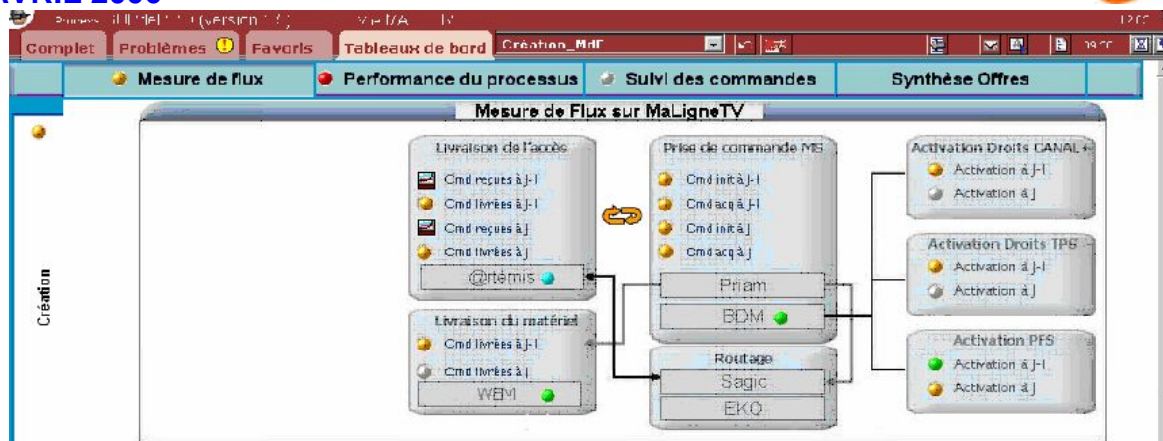 Complet Problèmes Favoris Tableaux de bord Création_MdF
Mesure de flux Performance du processus Suivi des commandes Synthèse Offres
Mesure de Flux sur MaLigneTV
Création
Livraison de l'accès
Cmd reçues à J-1
Cmd livrées à J-1
Cmd reçues à J
Cmd livrées à J
@rtémis
Livraison du matériel
Cmd livrées à J-1
Cmd livrées à J
WEM
Prise de commande MS
Cmd init à J-1
Cmd acq à J-1
Cmd init à J
Cmd acq à J
Priam
BDM
Routage
Sagic
EKO
Activation Droits CANAL+
Activation à J-1
Activation à J
Activation Droits TPS
Activation à J-1
Activation à J
Activation PFS
Activation à J-1
Activation à J